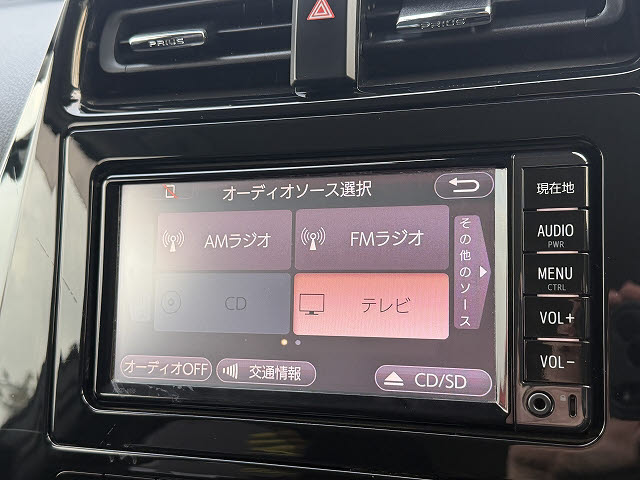 PRIUS
PRIUS
オーディオソース選択
現在地
AMラジオ
FMラジオ
その他のソース
AUDIO
PWR
CD
テレビ
MENU
CTRL
VOL+
オーディオOFF
交通情報
CD/SD
VOL-